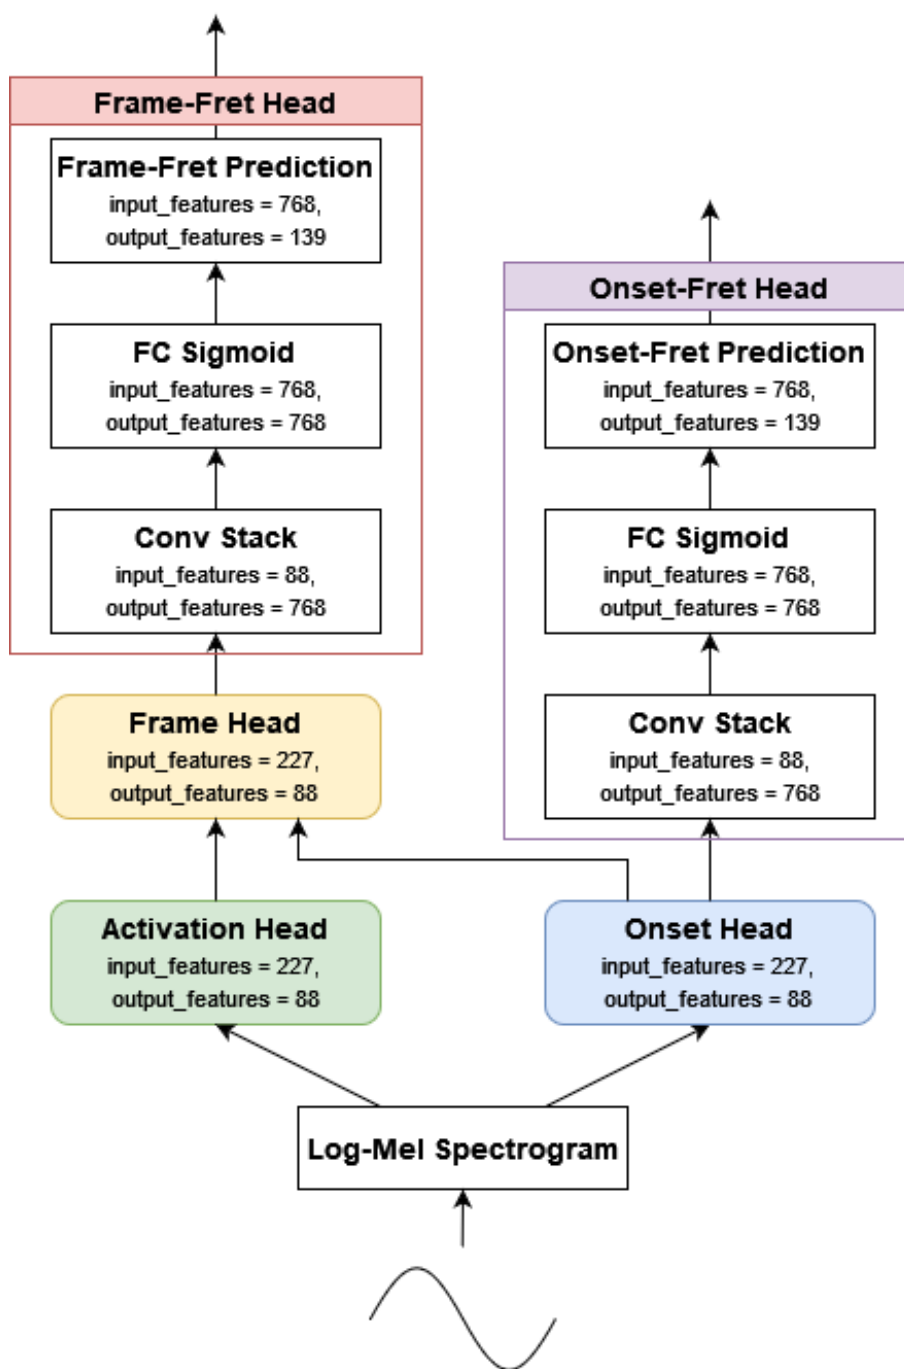 Frame-Fret Head
Frame-Fret Prediction
input_features = 768,
output_features = 139
FC Sigmoid
input_features = 768,
output_features = 768
Conv Stack
input_features = 88,
output_features = 768
Frame Head
input_features = 227,
output_features = 88
Activation Head
input_features = 227,
output_features = 88
Onset-Fret Head
Onset-Fret Prediction
input_features = 768,
output_features = 139
FC Sigmoid
input_features = 768,
output_features = 768
Conv Stack
input_features = 88,
output_features = 768
Onset Head
input_features = 227,
output_features = 88
Log-Mel Spectrogram